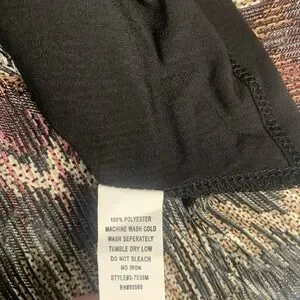 100% POLYESTER
MACHINE WASH COLD
WASH SEPERATELY
TUMBLE DRY LOW
DO NOT BLEACH
NO IRON